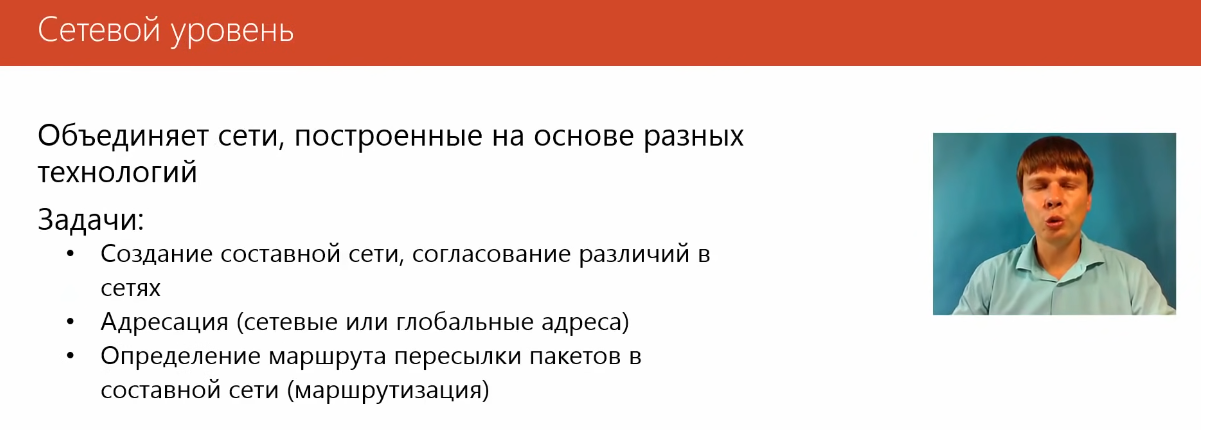 Сетевой уровень
Объединяет сети, построенные на основе разных
технологий
Задачи:
• Создание составной сети, согласование различий в
сетях
• Адресация (сетевые или глобальные адреса)
• Определение маршрута пересылки пакетов в
составной сети (маршрутизация)